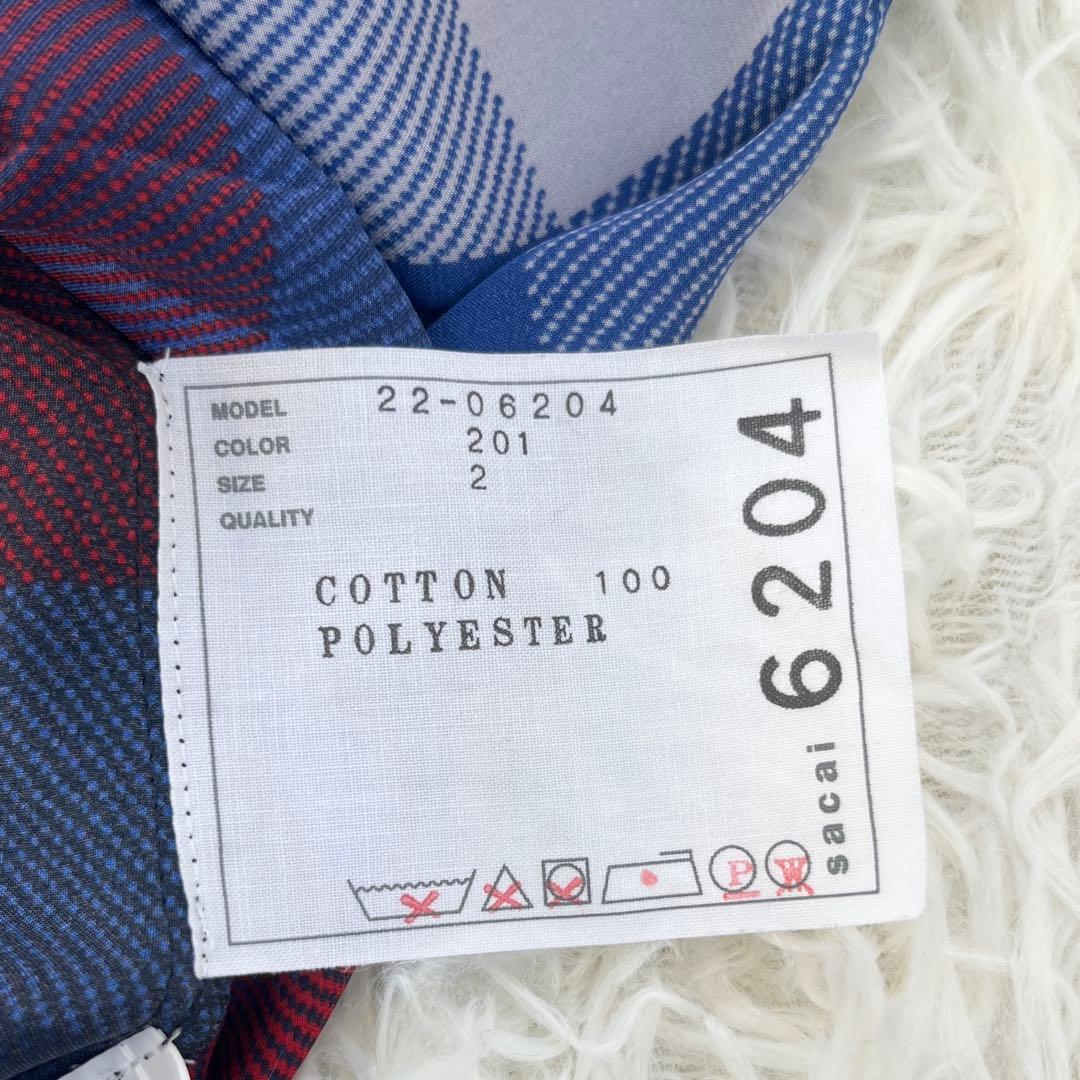 MODEL 22-06204
COLOR 201
SIZE 2
QUALITY
COTTON 100
POLYESTER
P W
sacai 6204